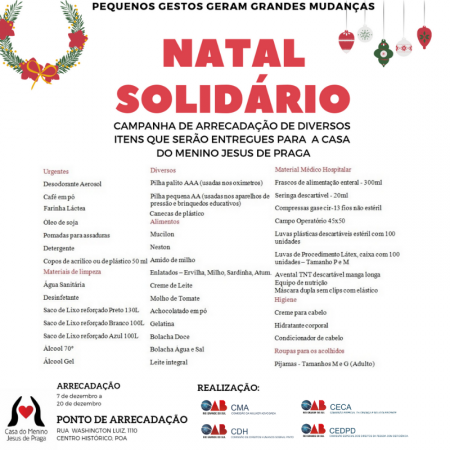 PEQUENOS GESTOS GERAM GRANDES MUDANÇAS
NATAL
SOLIDÁRIO
CAMPANHA DE ARRECADAÇÃO DE DIVERSOS
ITENS QUE SERÃO ENTREGUES PARA A CASA
DO MENINO JESUS DE PRAGA
Urgentes
Desodorante Aerosol
Café em pó
Farinha Láctea
Óleo de soja
Pomadas para assaduras
Detergente
Copos de acrílico ou de plástico 50 ml
Materiais de limpeza
Água Sanitária
Desinfetante
Saco de Lixo reforçado Preto 130L
Saco de Lixo reforçado Branco 100L
Saco de Lixo reforçado Azul 100L
Álcool 70°
Álcool Gel
Diversos
Pilha palito AAA (usadas nos oxímetros)
Pilha pequena AA (usadas nos aparelhos de
pressão e brinquedos educativos)
Canecas de plástico
Alimentos
Mucilon
Neston
Amido de milho
Enlatados – Ervilha, Milho, Sardinha, Atum.
Creme de Leite
Molho de Tomate
Achocolatado em pó
Gelatina
Bolacha Doce
Bolacha Água e Sal
Leite integral
Material Médico Hospitalar
Frascos de alimentação enteral - 300ml
Seringa descartável - 20ml
Compressas gase cir-13 fios não estéril
Campo Operatório 45x50
Luvas plásticas descartáveis estéril com 100
unidades
Luvas de Procedimento Látex, caixa com 100
unidades – Tamanho P e M
Avental TNT descartável manga longa
Equipo de nutrição
Máscara dupla sem clips com elástico
Higiene
Creme para cabelo
Hidratante corporal
Condicionador de cabelo
Roupas para os acolhidos
Pijamas - Tamanhos M e G (Adulto)
Casa do Menino
Jesus de Praga
ARRECADAÇÃO
7 de dezembro a
20 de dezembro
PONTO DE ARRECADAÇÃO
RUA WASHINGTON LUIZ, 1110
CENTRO HISTÓRICO, POA
REALIZAÇÃO:
OAB CMA
OAB CECA
OAB CDH
OAB CEDPD